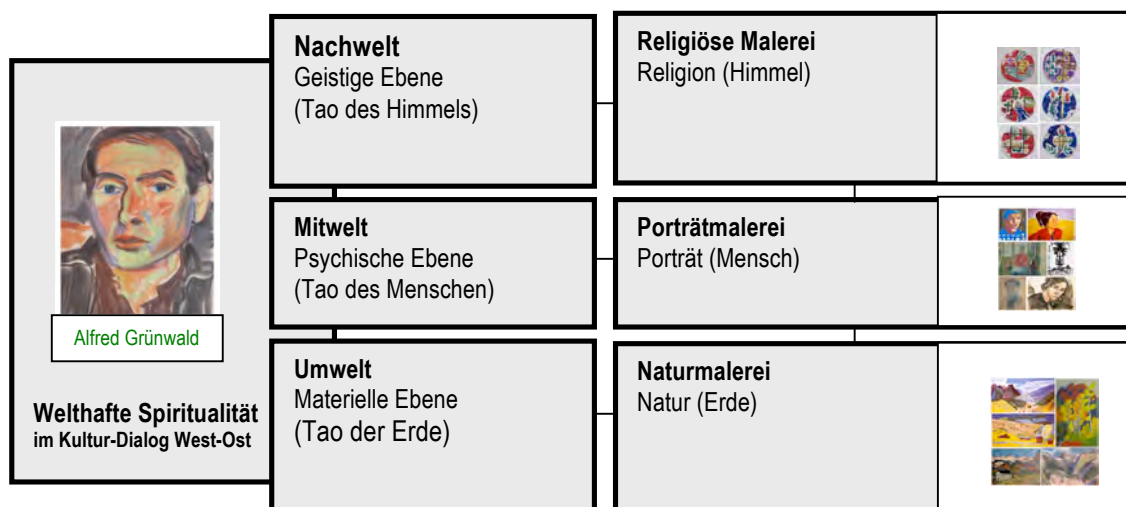 Alfred Grünwald
Welthafte Spiritualität
im Kultur-Dialog West-Ost
Nachwelt
Geistige Ebene
(Tao des Himmels)
Religiöse Malerei
Religion (Himmel)
Mitwelt
Psychische Ebene
(Tao des Menschen)
Porträtmalerei
Porträt (Mensch)
Umwelt
Materielle Ebene
(Tao der Erde)
Naturmalerei
Natur (Erde)